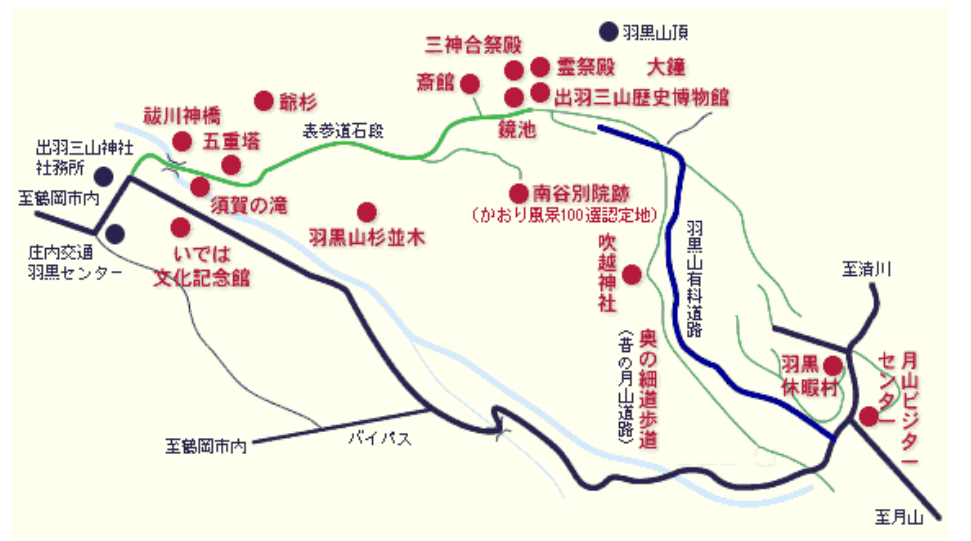 羽黒山頂
三神合祭殿
霊祭殿
大鐘
斎館
出羽三山歴史博物館
鏡池
爺杉
祓川神橋
表参道石段
五重塔
出羽三山神社
社務所
至鶴岡市内
須賀の滝
南谷別院跡
(かおり風景100選認定地)
羽黒山杉並木
庄内交通
羽黒センター
いでは
文化記念館
吹越神社
羽黒山有料道路
至清川
奥の細道歩道
(昔の月山道路)
羽黒
休暇村
月山ビジター
センター
至鶴岡市内
バイパス
至月山